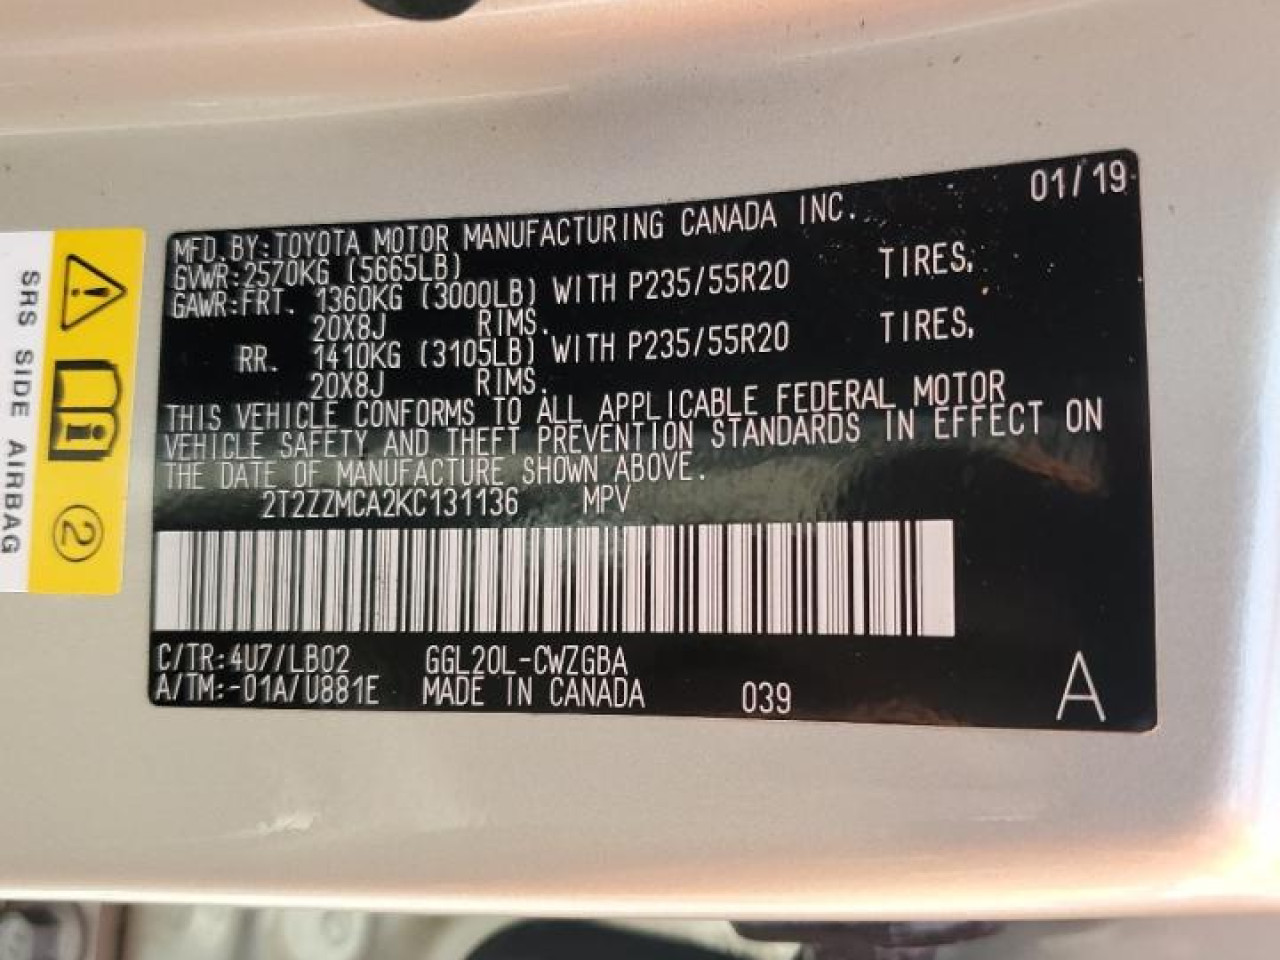 01/19
MFD. BY: TOYOTA MOTOR MANUFACTURING CANADA INC.
GVWR: 2570KG (5665LB)
GAWR: FRT. 1360KG (3000LB) WITH P235/55R20 TIRES,
20X8J RIMS.
RR. 1410KG (3105LB) WITH P235/55R20 TIRES,
20X8J RIMS.
THIS VEHICLE CONFORMS TO ALL APPLICABLE FEDERAL MOTOR
VEHICLE SAFETY AND THEFT PREVENTION STANDARDS IN EFFECT ON
THE DATE OF MANUFACTURE SHOWN ABOVE.
2T2ZZMCA2KC131136 MPV
C/TR: 4U7/LB02 GGL20L-CWZGBA
A/TM:-01A/U881E MADE IN CANADA 039 A
SRS SIDE AIRBAG
2